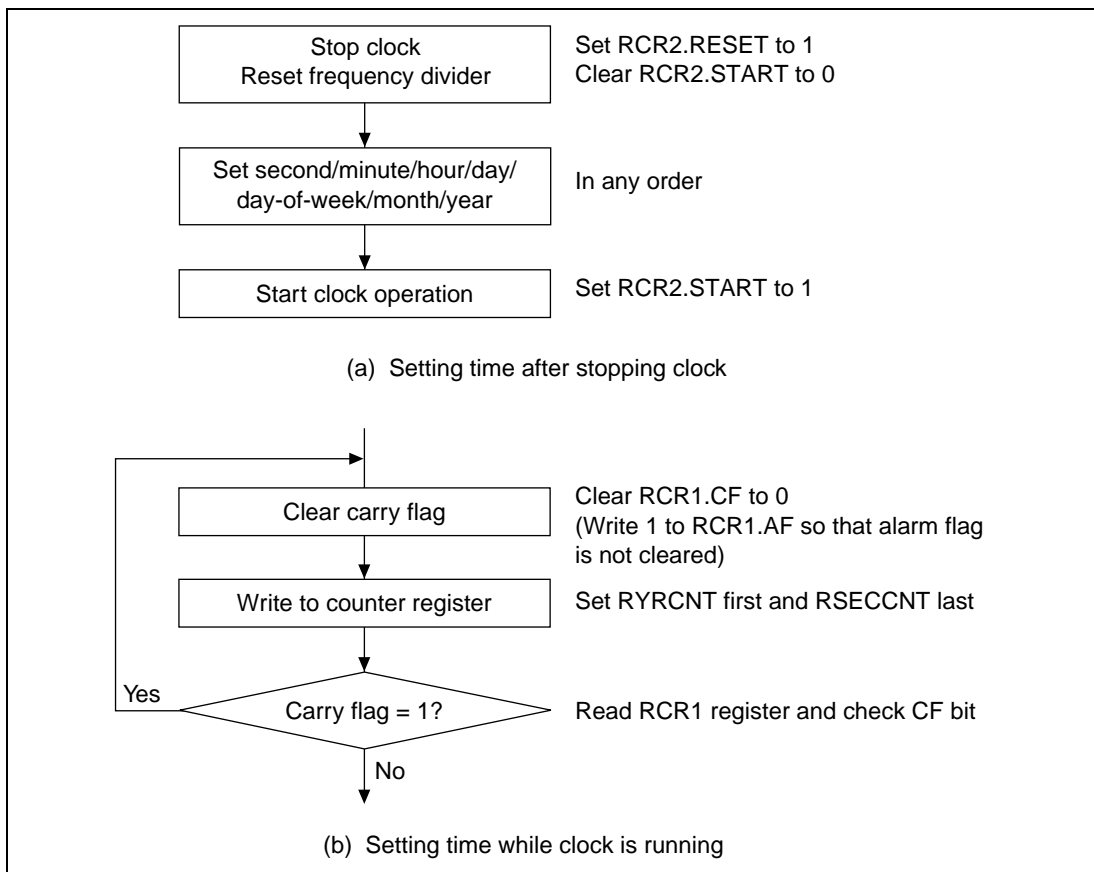 Stop clock
Reset frequency divider
Set RCR2.RESET to 1
Clear RCR2.START to 0
Set second/minute/hour/day/
day-of-week/month/year
In any order
Start clock operation
Set RCR2.START to 1
(a) Setting time after stopping clock
Clear carry flag
Clear RCR1.CF to 0
(Write 1 to RCR1.AF so that alarm flag
is not cleared)
Write to counter register
Set RYRCNT first and RSECCNT last
Yes
Carry flag = 1?
Read RCR1 register and check CF bit
No
(b) Setting time while clock is running